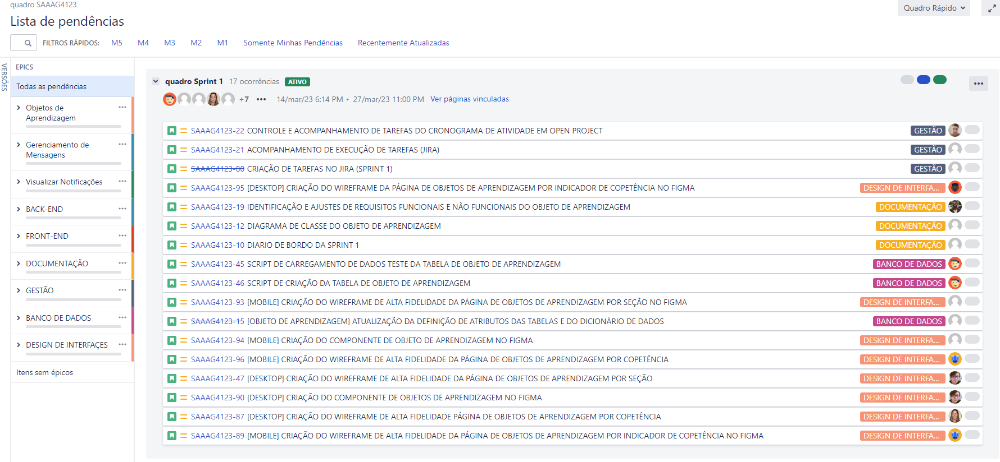 quadro SAAAG4123
Quadro Rápido
Lista de pendências
FILTROS RÁPIDOS: M5 M4 M3 M2 M1 Somente Minhas Pendências Recentemente Atualizadas
VERSÕES
EPICS
Todas as pendências
Objetos de
Aprendizagem
Gerenciamento de
Mensagens
Visualizar Notificações
BACK-END
FRONT-END
DOCUMENTAÇÃO
GESTÃO
BANCO DE DADOS
DESIGN DE INTERFAÇES
Itens sem épicos
quadro Sprint 1 17 ocorrências ATIVO
+7 ••• 14/mar/23 6:14 PM • 27/mar/23 11:00 PM Ver páginas vinculadas
SAAAG4123-22 CONTROLE E ACOMPANHAMENTO DE TAREFAS DO CRONOGRAMA DE ATIVIDADE EM OPEN PROJECT GESTÃO
SAAAG4123-21 ACOMPANHAMENTO DE EXECUÇÃO DE TAREFAS (JIRA) GESTÃO
SAAAG4123-80 CRIAÇÃO DE TAREFAS NO JIRA (SPRINT 1) GESTÃO
SAAAG4123-95 [DESKTOP] CRIAÇÃO DO WIREFRAME DA PÁGINA DE OBJETOS DE APRENDIZAGEM POR INDICADOR DE COPETÊNCIA NO FIGMA DESIGN DE INTERFA...
SAAAG4123-19 IDENTIFICAÇÃO E AJUSTES DE REQUISITOS FUNCIONAIS E NÃO FUNCIONAIS DO OBJETO DE APRENDIZAGEM DOCUMENTAÇÃO
SAAAG4123-12 DIAGRAMA DE CLASSE DO OBJETO DE APRENDIZAGEM DOCUMENTAÇÃO
SAAAG4123-10 DIARIO DE BORDO DA SPRINT 1 DOCUMENTAÇÃO
SAAAG4123-45 SCRIPT DE CARREGAMENTO DE DADOS TESTE DA TABELA DE OBJETO DE APRENDIZAGEM BANCO DE DADOS
SAAAG4123-46 SCRIPT DE CRIAÇÃO DA TABELA DE OBJETO DE APRENDIZAGEM BANCO DE DADOS
SAAAG4123-93 [MOBILE] CRIAÇÃO DO WIREFRAME DE ALTA FIDELIDADE DA PÁGINA DE OBJETOS DE APRENDIZAGEM POR SEÇÃO NO FIGMA DESIGN DE INTERFA...
SAAAG4123-15 [OBJETO DE APRENDIZAGEM] ATUALIZAÇÃO DA DEFINIÇÃO DE ATRIBUTOS DAS TABELAS E DO DICIONÁRIO DE DADOS BANCO DE DADOS
SAAAG4123-94 [MOBILE] CRIAÇÃO DO COMPONENTE DE OBJETO DE APRENDIZAGEM NO FIGMA DESIGN DE INTERFA...
SAAAG4123-96 [MOBILE] CRIAÇÃO DO WIREFRAME DE ALTA FIDELIDADE DA PÁGINA DE OBJETOS DE APRENDIZAGEM POR COPETÊNCIA DESIGN DE INTERFA...
SAAAG4123-47 [DESKTOP] CRIAÇÃO DO WIREFRAME DE ALTA FIDELIDADE DA PÁGINA DE OBJETOS DE APRENDIZAGEM POR SEÇÃO DESIGN DE INTERFA...
SAAAG4123-90 [DESKTOP] CRIAÇÃO DO COMPONENTE DE OBJETOS DE APRENDIZAGEM NO FIGMA DESIGN DE INTERFA...
SAAAG4123-87 [DESKTOP] CRIAÇÃO DO WIREFRAME DE ALTA FIDELIDADE PÁGINA DE OBJETOS DE APRENDIZAGEM POR COPETÊNCIA DESIGN DE INTERFA...
SAAAG4123-89 [MOBILE] CRIAÇÃO DO WIREFRAME DE ALTA FIDELIDADE DA PÁGINA DE OBJETOS DE APRENDIZAGEM POR INDICADOR DE COPETÊNCIA NO FIGMA DESIGN DE INTERFA...